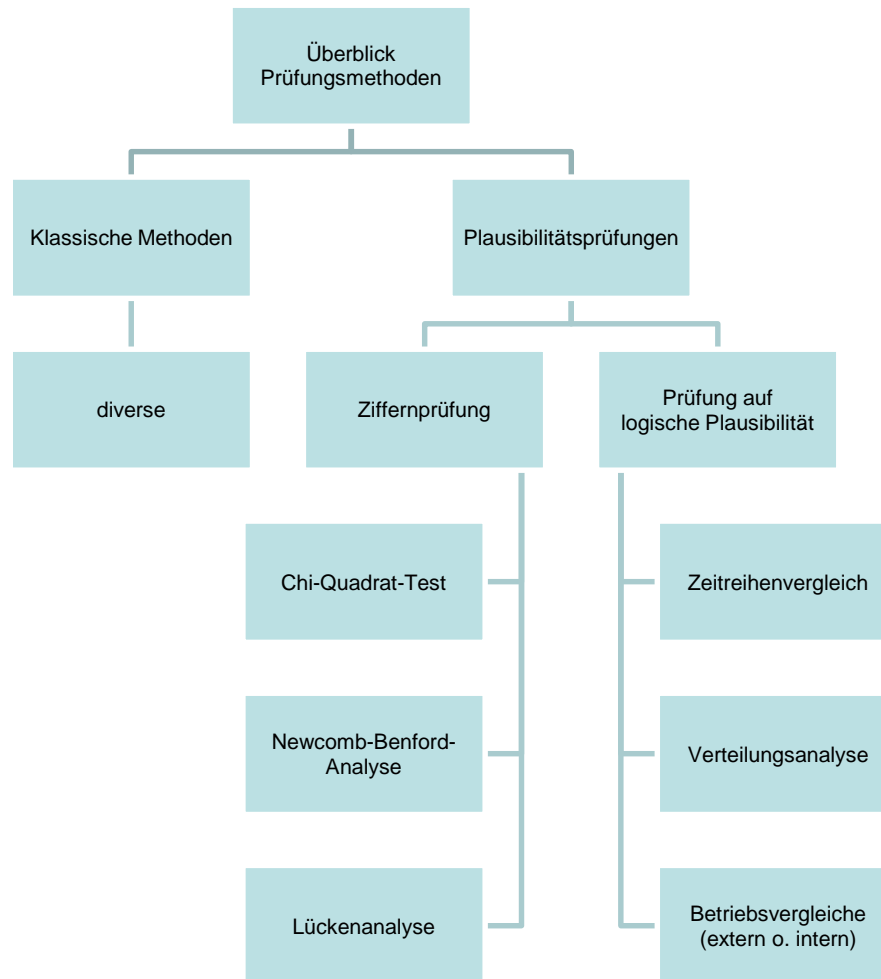 Überblick
Prüfungsmethoden
Klassische Methoden
Plausibilitätsprüfungen
diverse
Ziffernprüfung
Prüfung auf
logische Plausibilität
Chi-Quadrat-Test
Zeitreihenvergleich
Newcomb-Benford-
Analyse
Verteilungsanalyse
Lückenanalyse
Betriebsvergleiche
(extern o. intern)